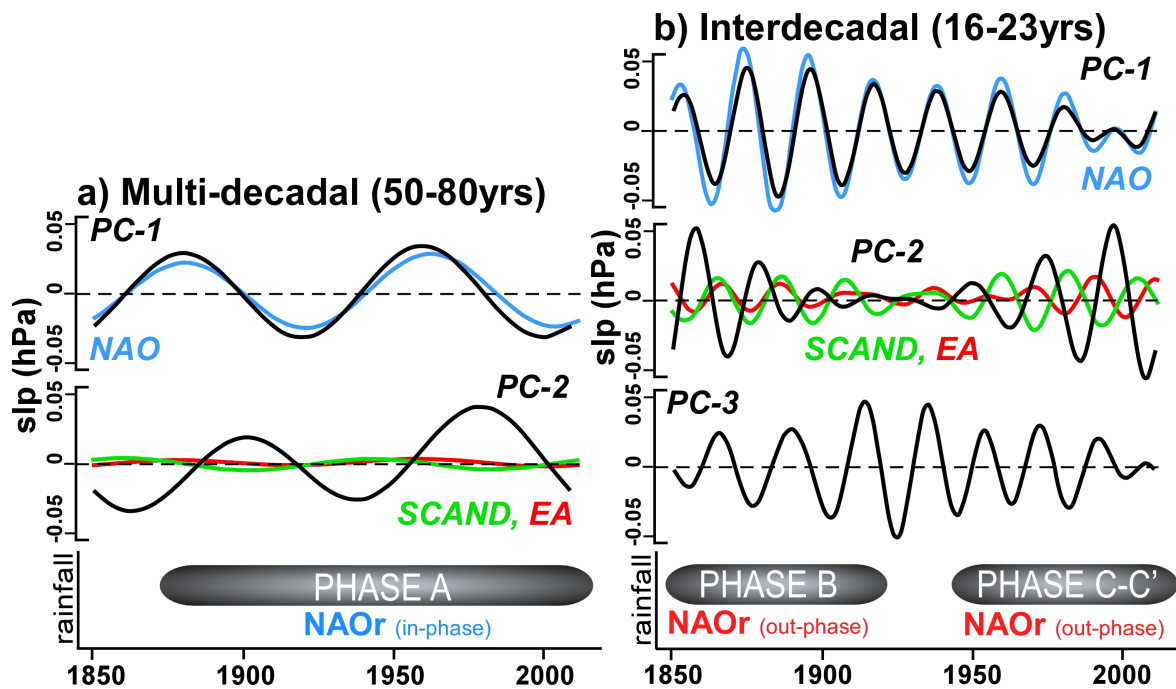 a) Multi-decadal (50-80yrs)
slp (hPa)
0.05
0
-0.05
PC-1
NAO
0.05
0
-0.05
PC-2
SCAND, EA
rainfall
PHASE A
NAOr (in-phase)
1850 1900 1950 2000
b) Interdecadal (16-23yrs)
slp (hPa)
0.05
0
-0.05
PC-1
NAO
0.05
0
-0.05
PC-2
SCAND, EA
0.05
0
-0.05
PC-3
rainfall
PHASE B PHASE C-C’
NAOr (out-phase) NAOr (out-phase)
1850 1900 1950 2000